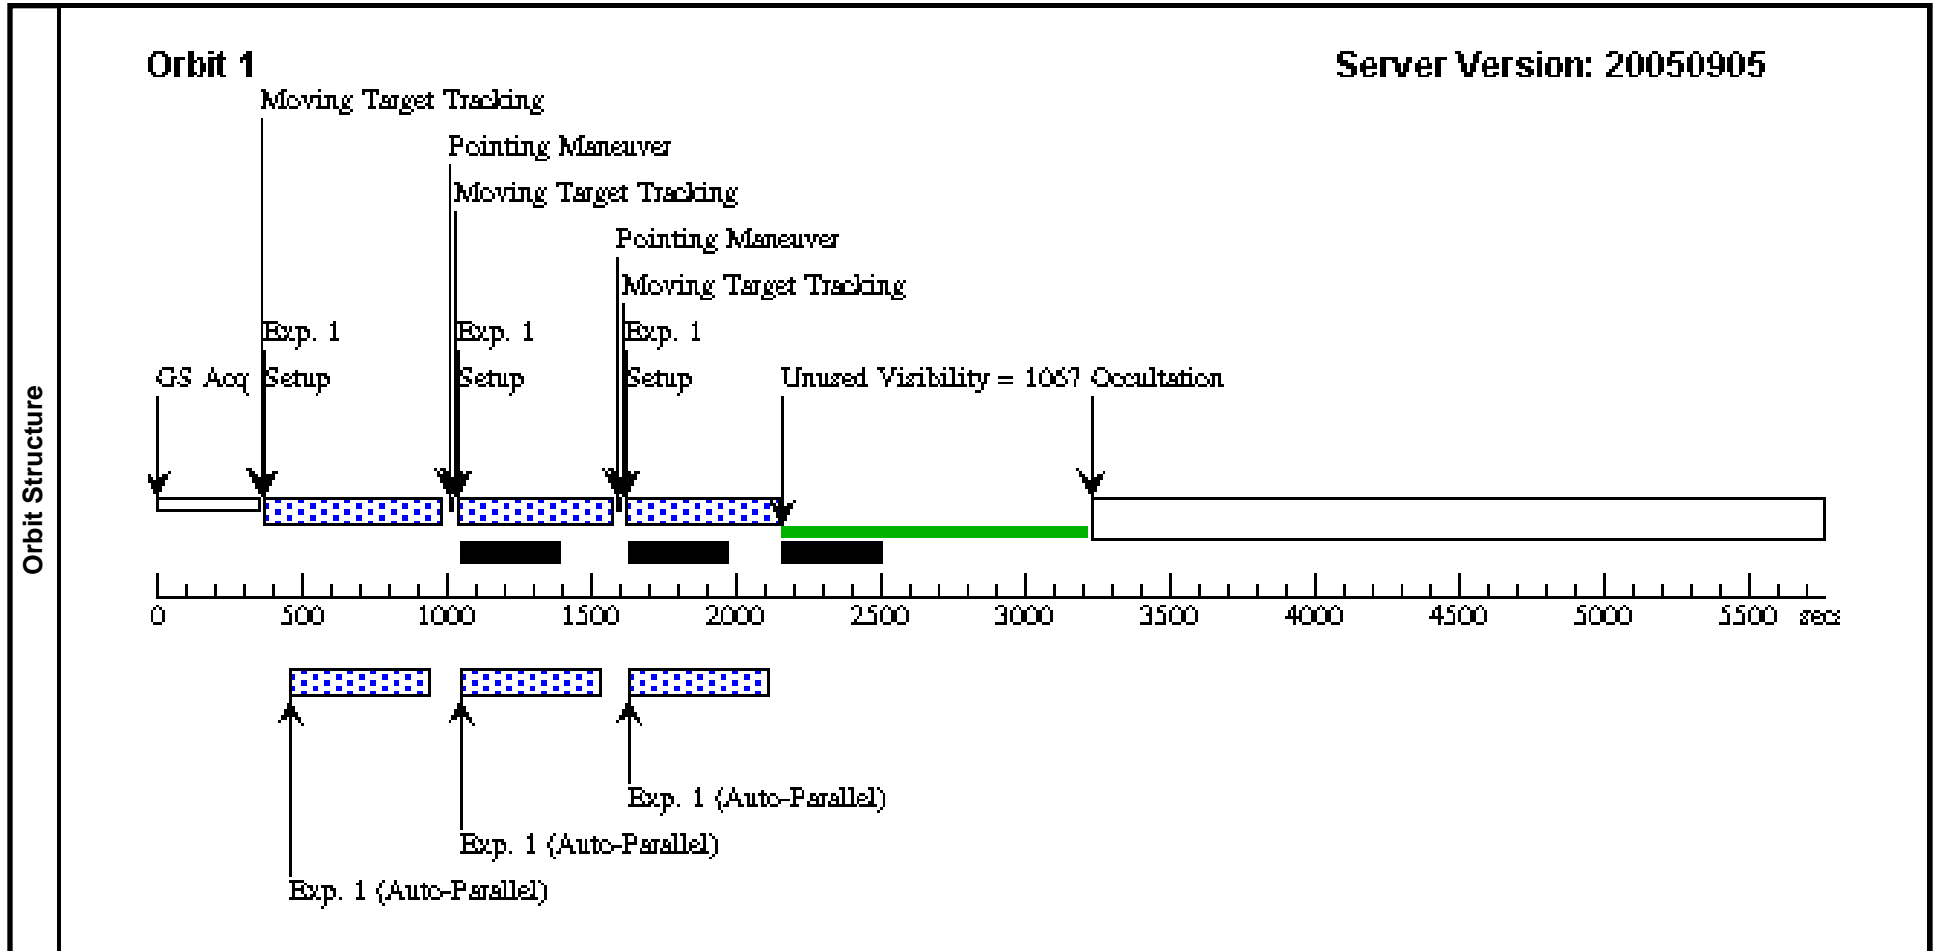 Orbit 1
Server Version: 20050905
Moving Target Tracking
Pointing Maneuver
Moving Target Tracking
Pointing Maneuver
Moving Target Tracking
Exp. 1
Exp. 1
Exp. 1
GS Acq
Setup
Setup
Setup
Unused Visibility = 1067
Occultation
Orbit Structure
0
500
1000
1500
2000
2500
3000
3500
4000
4500
5000
5500
secs
Exp. 1 (Auto-Parallel)
Exp. 1 (Auto-Parallel)
Exp. 1 (Auto-Parallel)